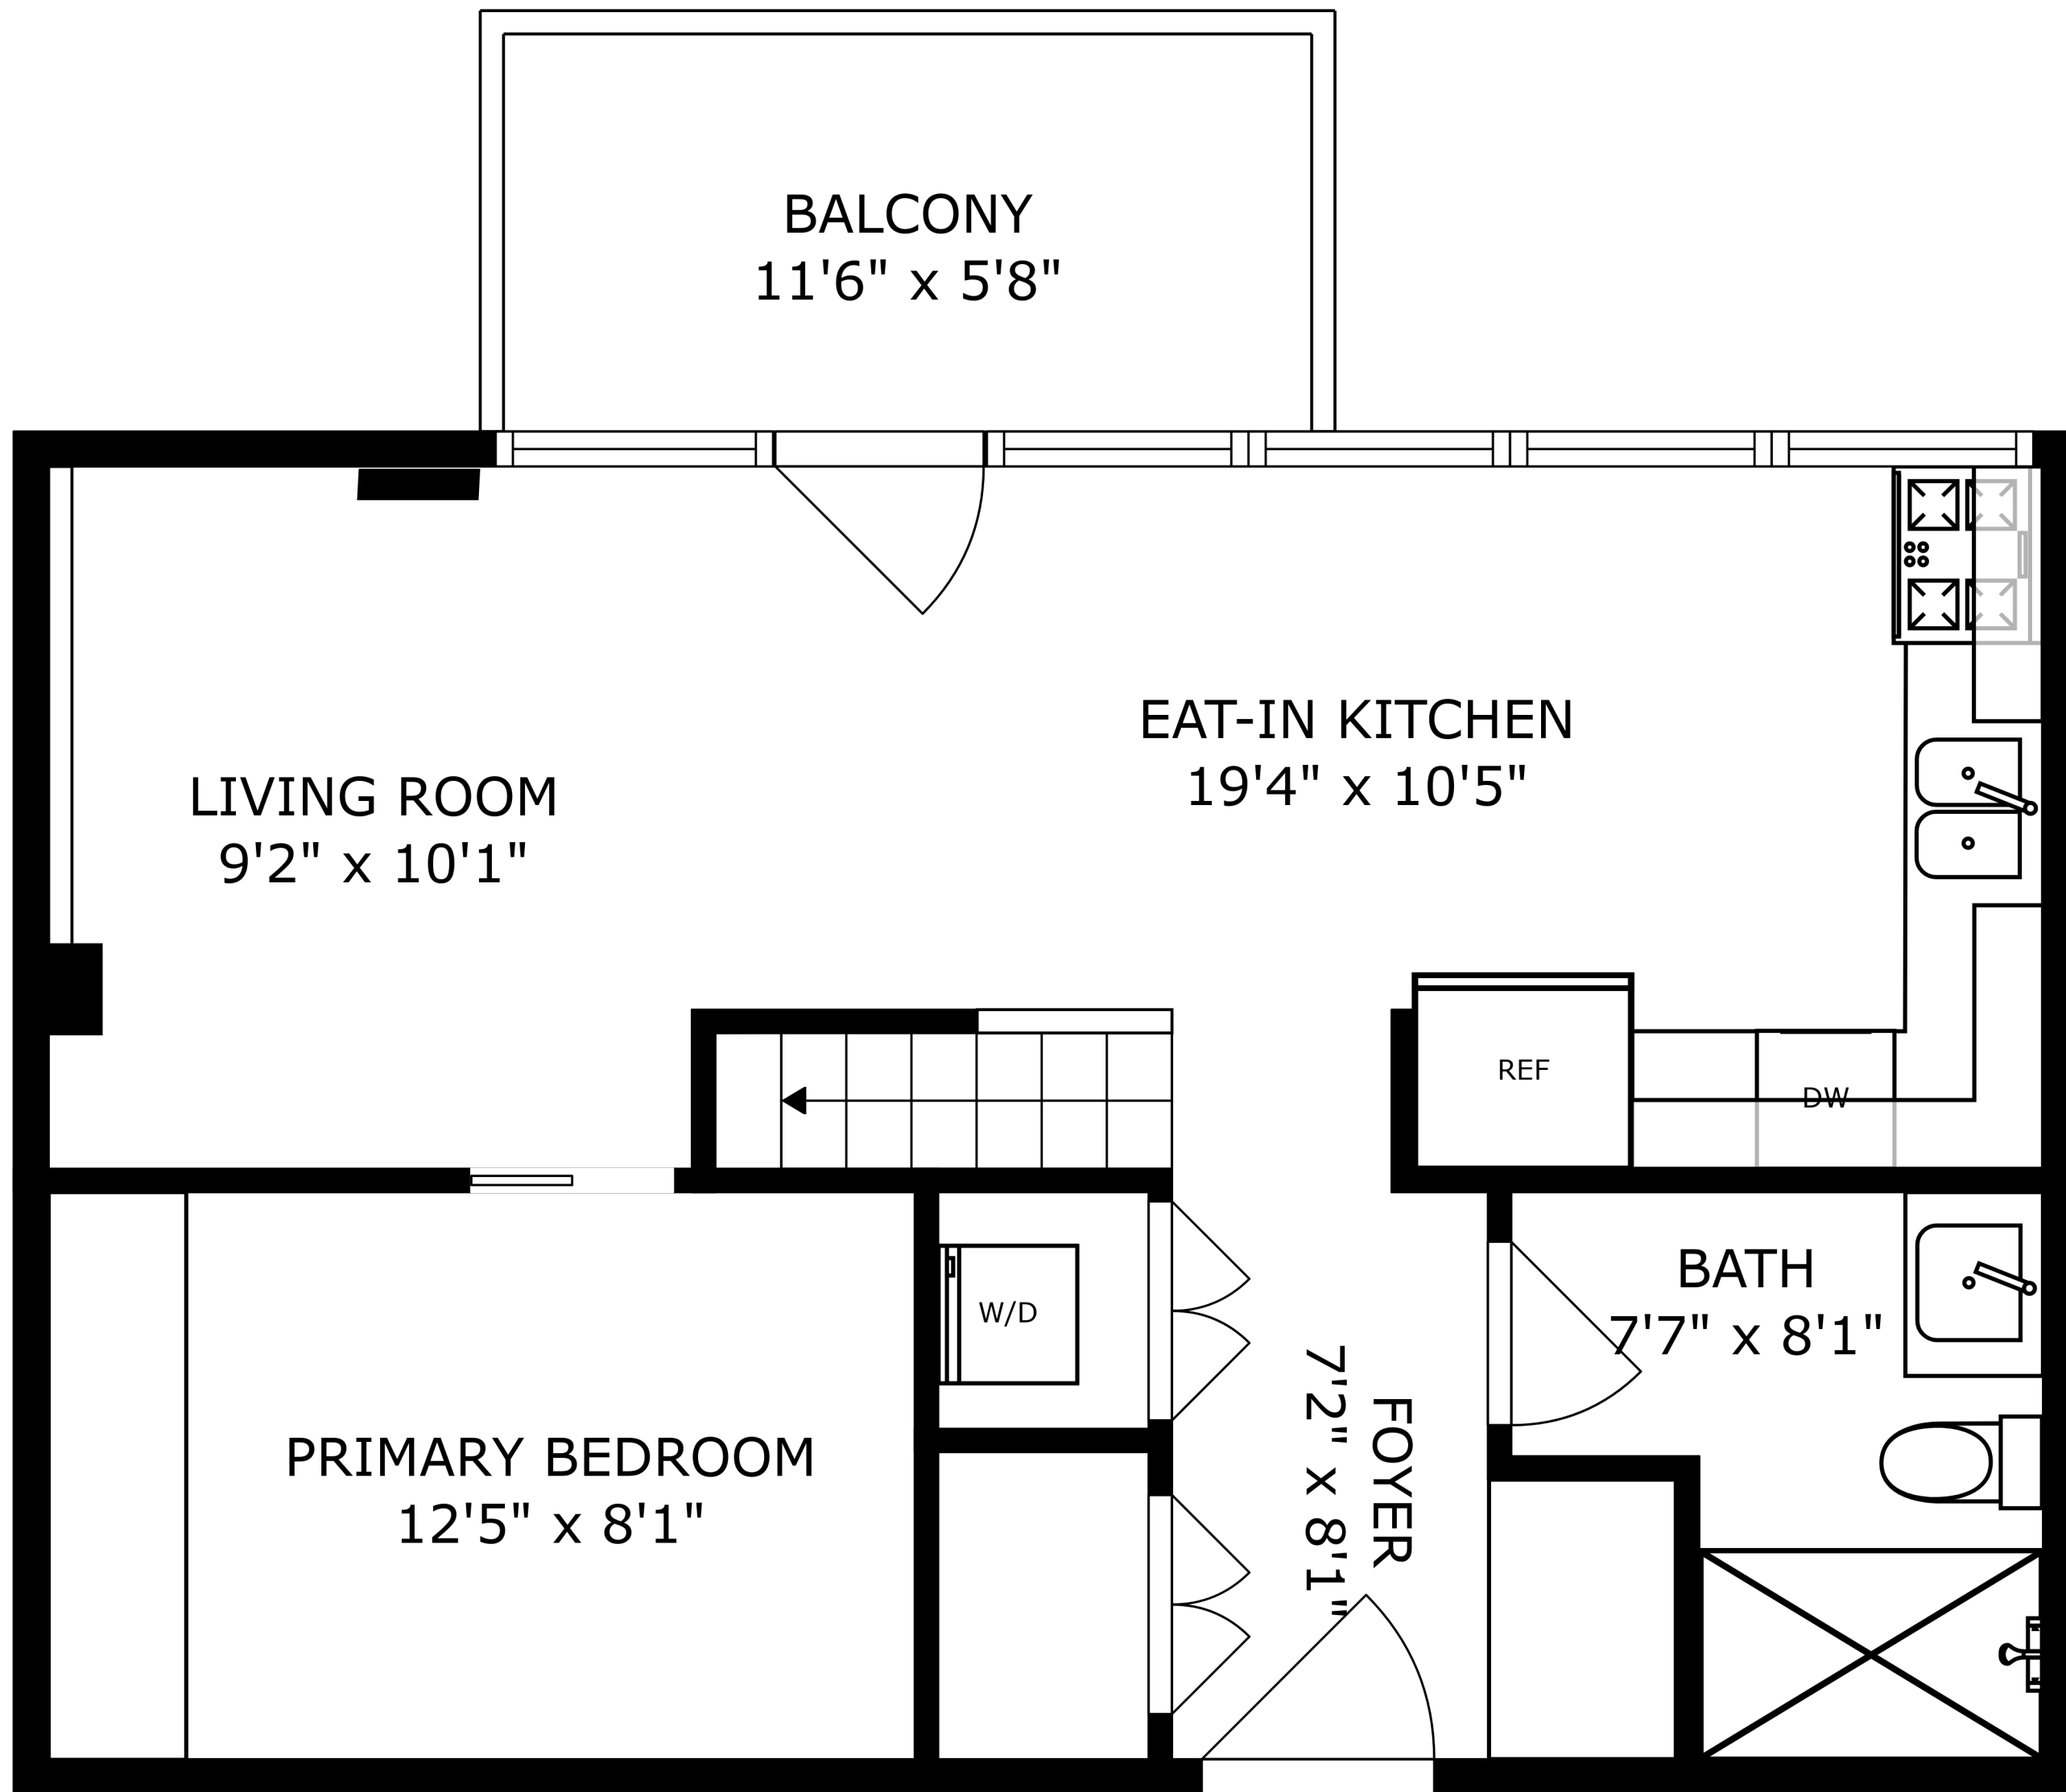 BALCONY
11'6" x 5'8"
EAT-IN KITCHEN
19'4" x 10'5"
LIVING ROOM
9'2" x 10'1"
REF
DW
BATH
7'7" x 8'1"
W/D
FOYER
7'2" x 8'1"
PRIMARY BEDROOM
12'5" x 8'1"